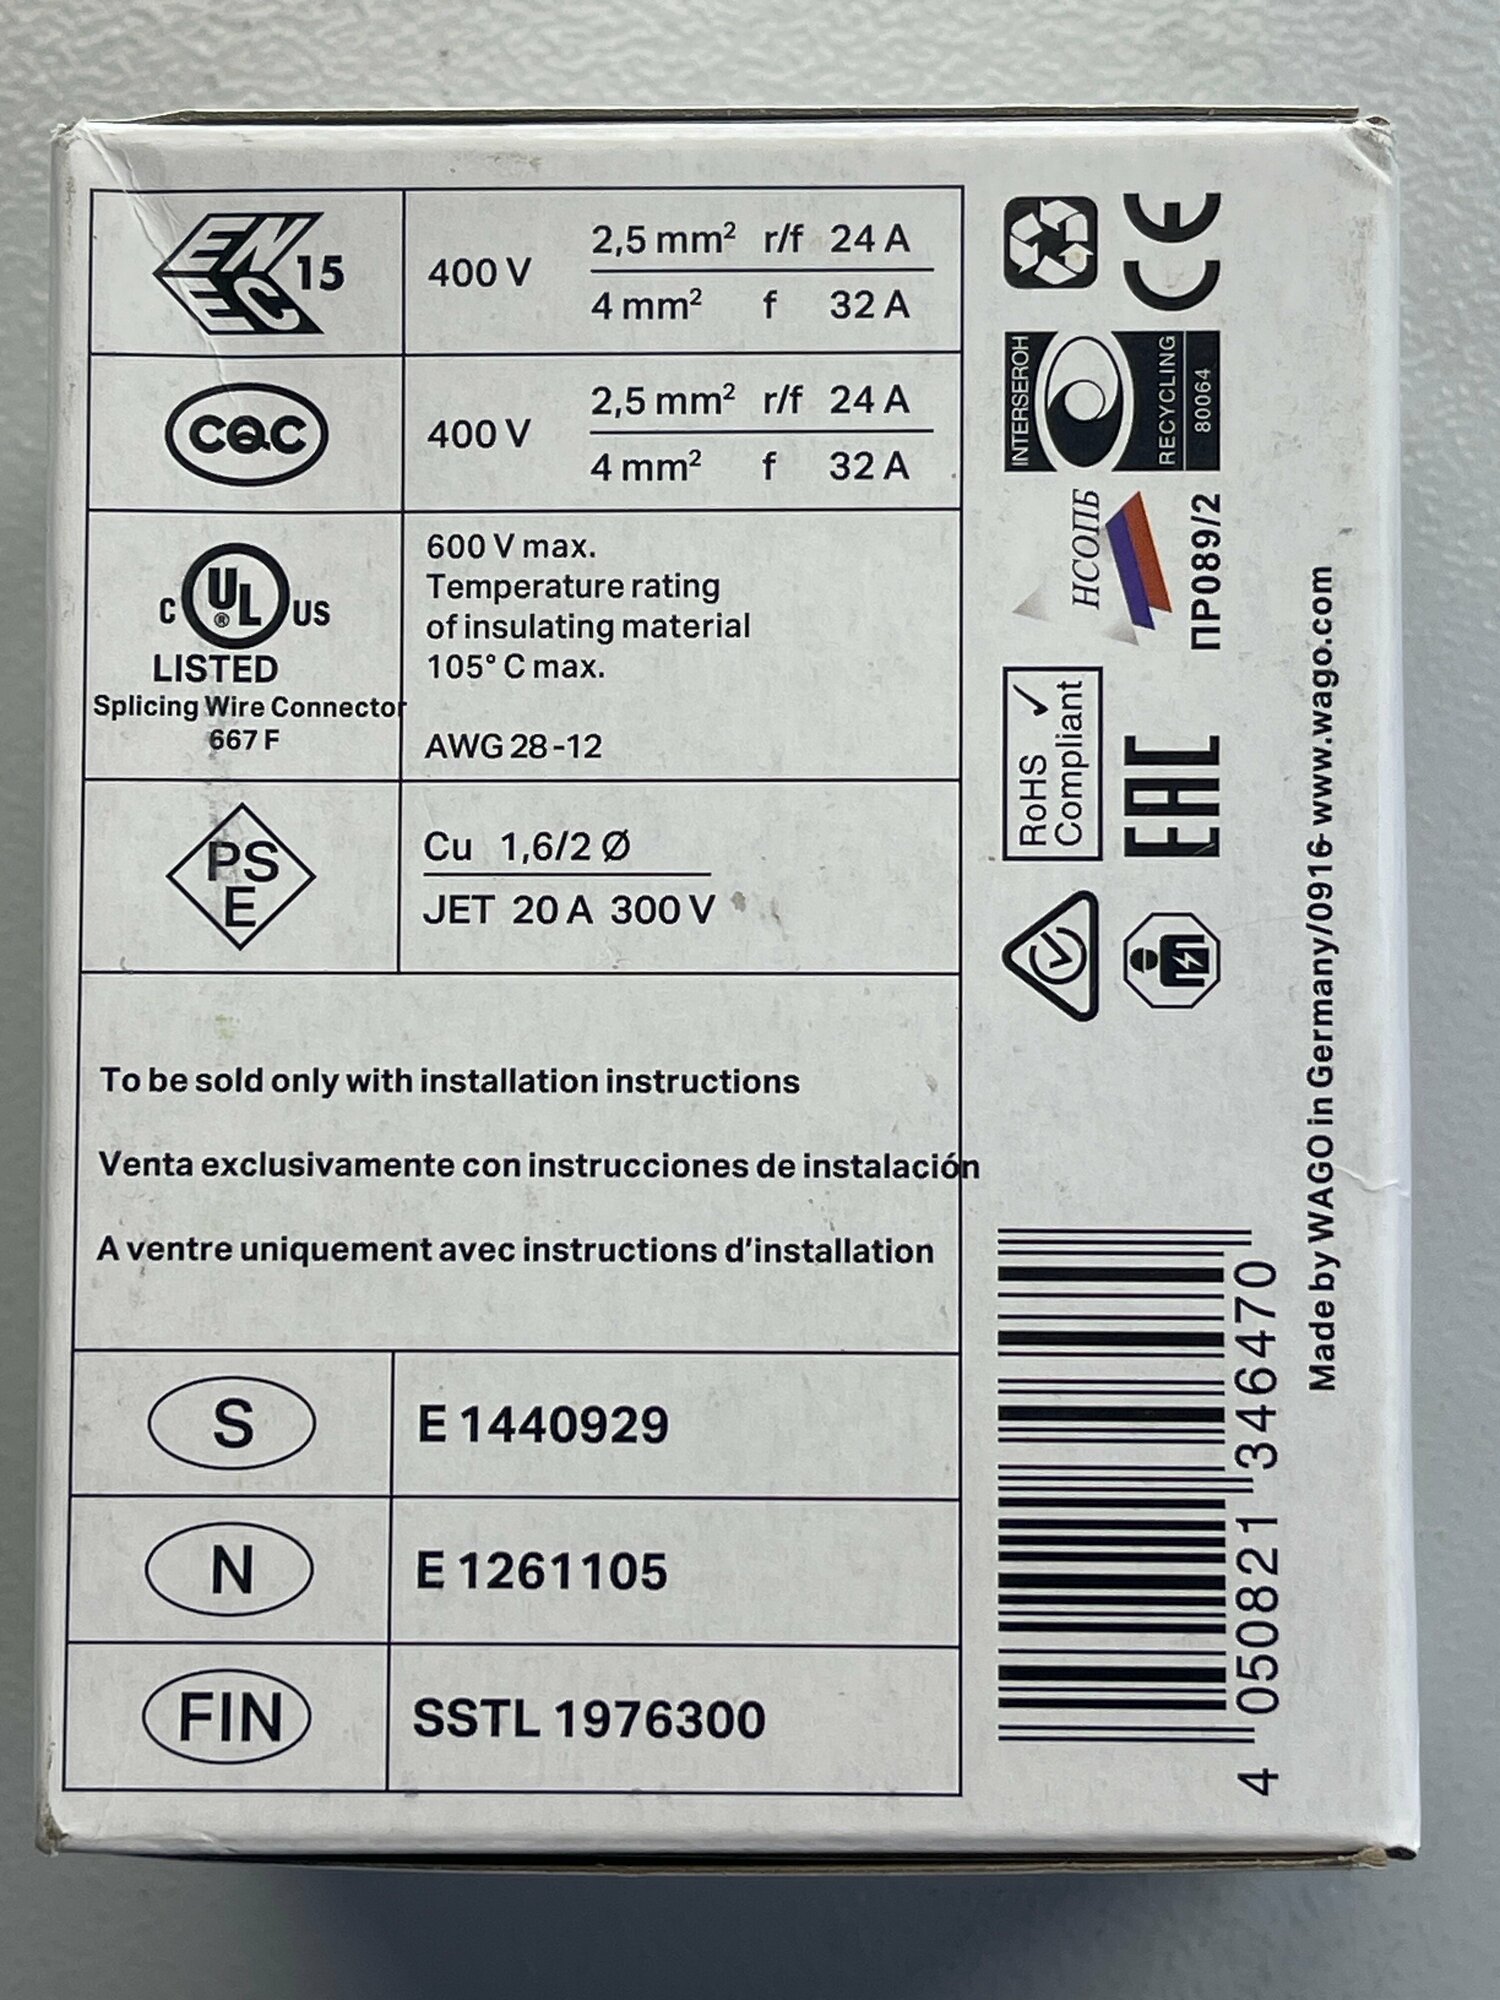 ENEC 15
400 V
2,5 mm² r/f 24 A
4 mm² f 32 A
CQC
400 V
2,5 mm² r/f 24 A
4 mm² f 32 A
C UL ® US
LISTED
Splicing Wire Connector
667 F
600 V max.
Temperature rating
of insulating material
105° C max.
AWG 28-12
PS
E
Cu 1,6/2 Ø
JET 20 A 300 V
To be sold only with installation instructions
Venta exclusivamente con instrucciones de instalación
A ventre uniquement avec instructions d'installation
S
E 1440929
N
E 1261105
FIN
SSTL 1976300
CE
INTERSEROH
RECYCLING
80064
НСОПБ
ПР089/2
RoHS ✓
Compliant
EAC
4 050821 346470
Made by WAGO in Germany/0916- www.wago.com